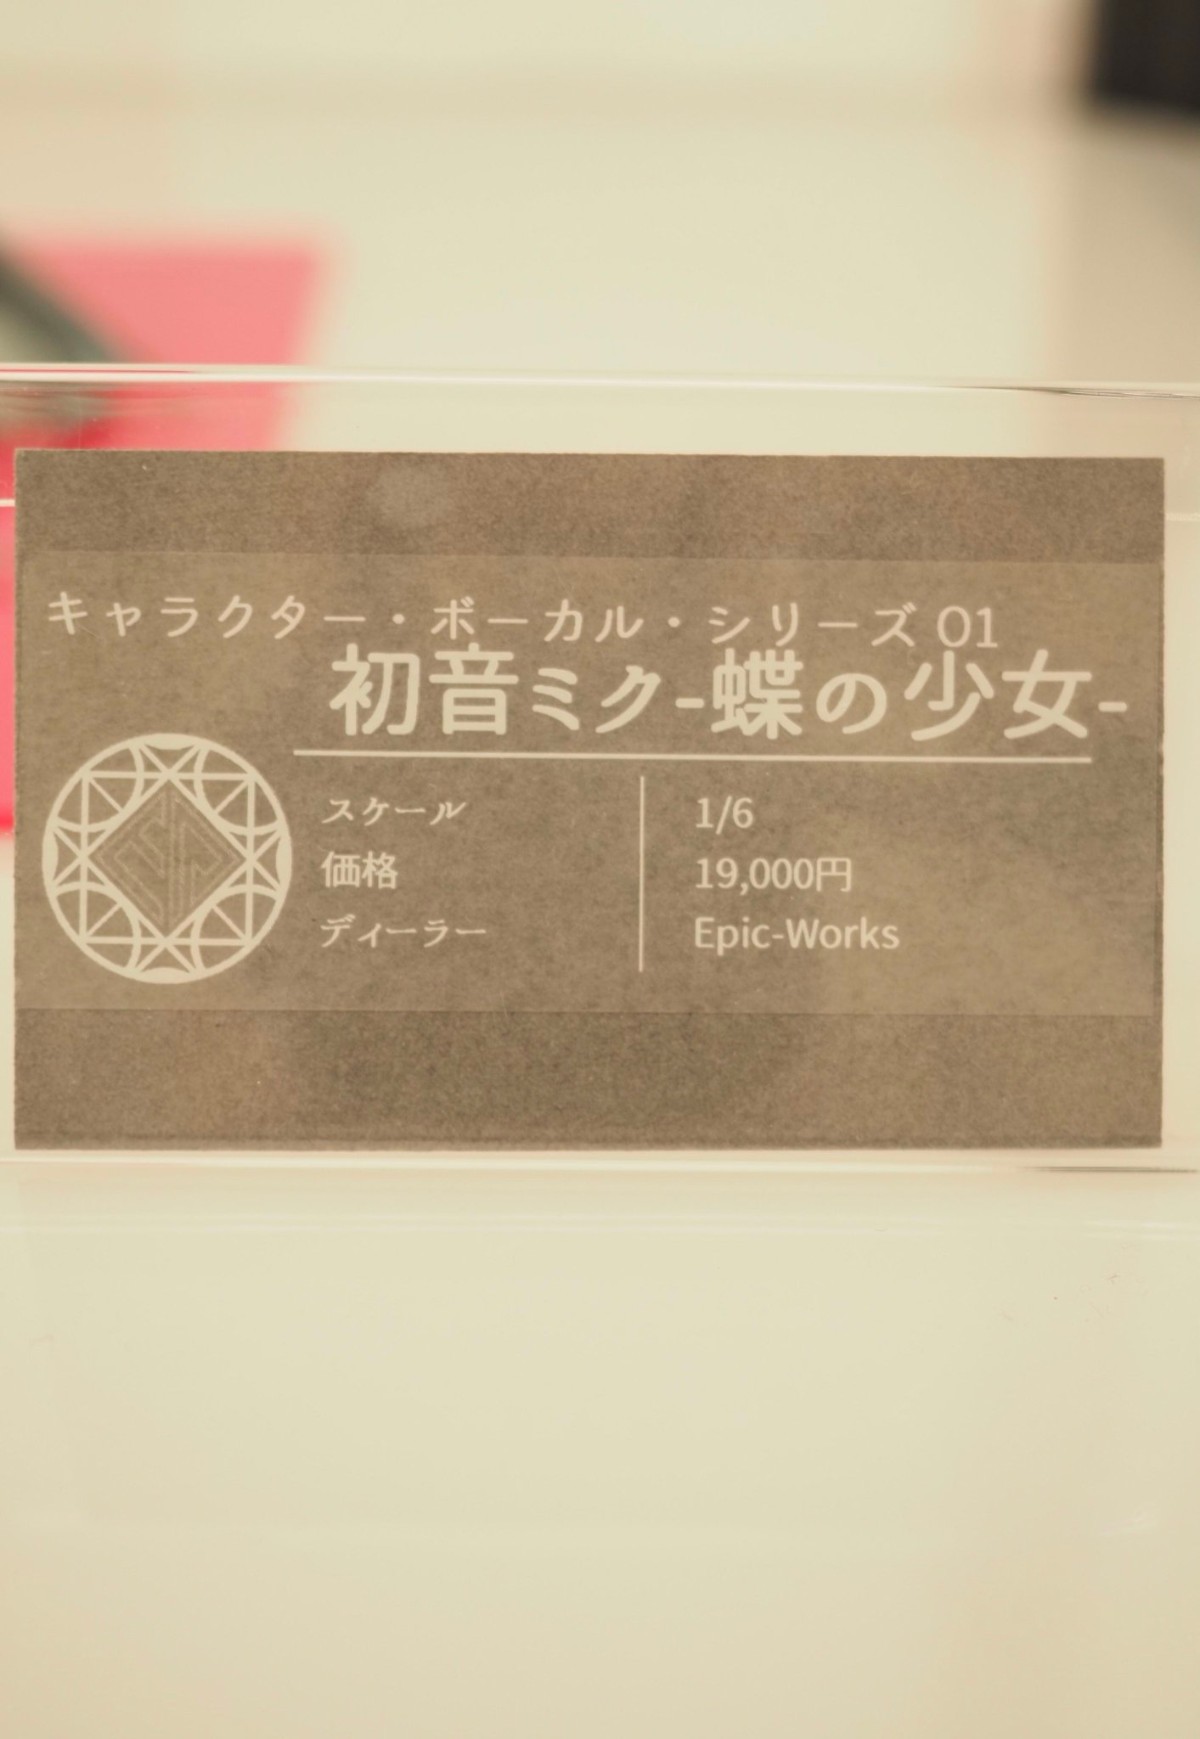 キャラクター・ボーカル・シリーズ 01
初音ミク-蝶の少女-
スケール 1/6
価格 19,000円
ディーラー Epic-Works